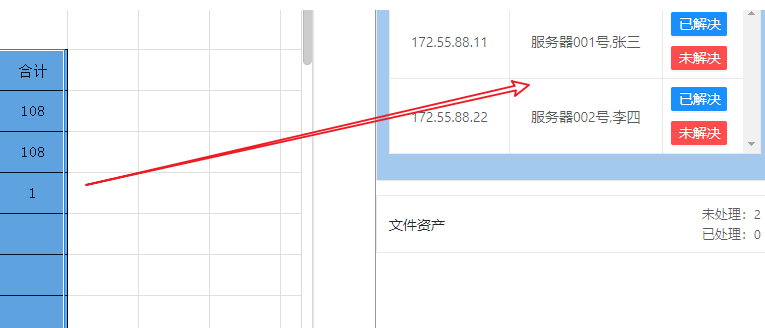 合计
108
108
1
172.55.88.11 服务器001号,张三 已解决
未解决
172.55.88.22 服务器002号,李四 已解决
未解决
文件资产
未处理：2
已处理：0